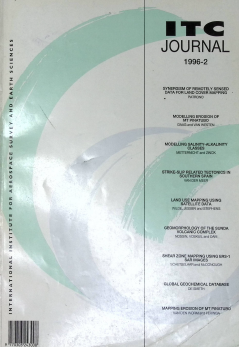 ITC
JOURNAL
1996-2
SYNERGISM OF REMOTELY SENSED
DATA FOR LAND COVER MAPPING
MODELLING EROSION OF
MT PINATUBO
MODELLING SALINITY-ALKALINITY
CLASSES
STRIKE-SLIP RELATED TECTONICS IN
SOUTHERN SPAIN
LAND USE MAPPING USING
SATELLITE DATA
GEOMORPHOLOGY OF THE SUNDA
VOLCANIC COMPLEX
SHEAR ZONE MAPPING USING ERS-1
SAR IMAGES
GLOBAL GEOCHEMICAL DATABASE
MAPPING EROSION OF MT PINATUBO
INTERNATIONAL INSTITUTE FOR AEROSPACE SURVEY AND EARTH SCIENCES